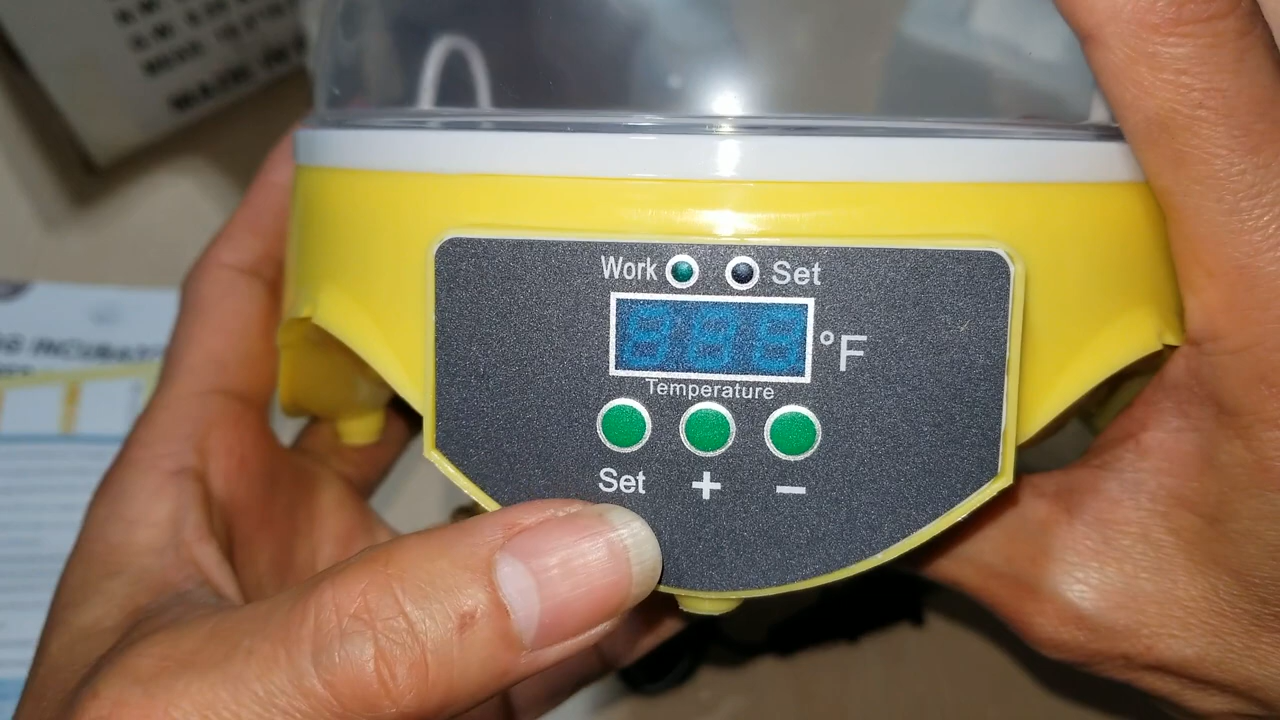 Work Set
888
°F
Temperature
Set + −